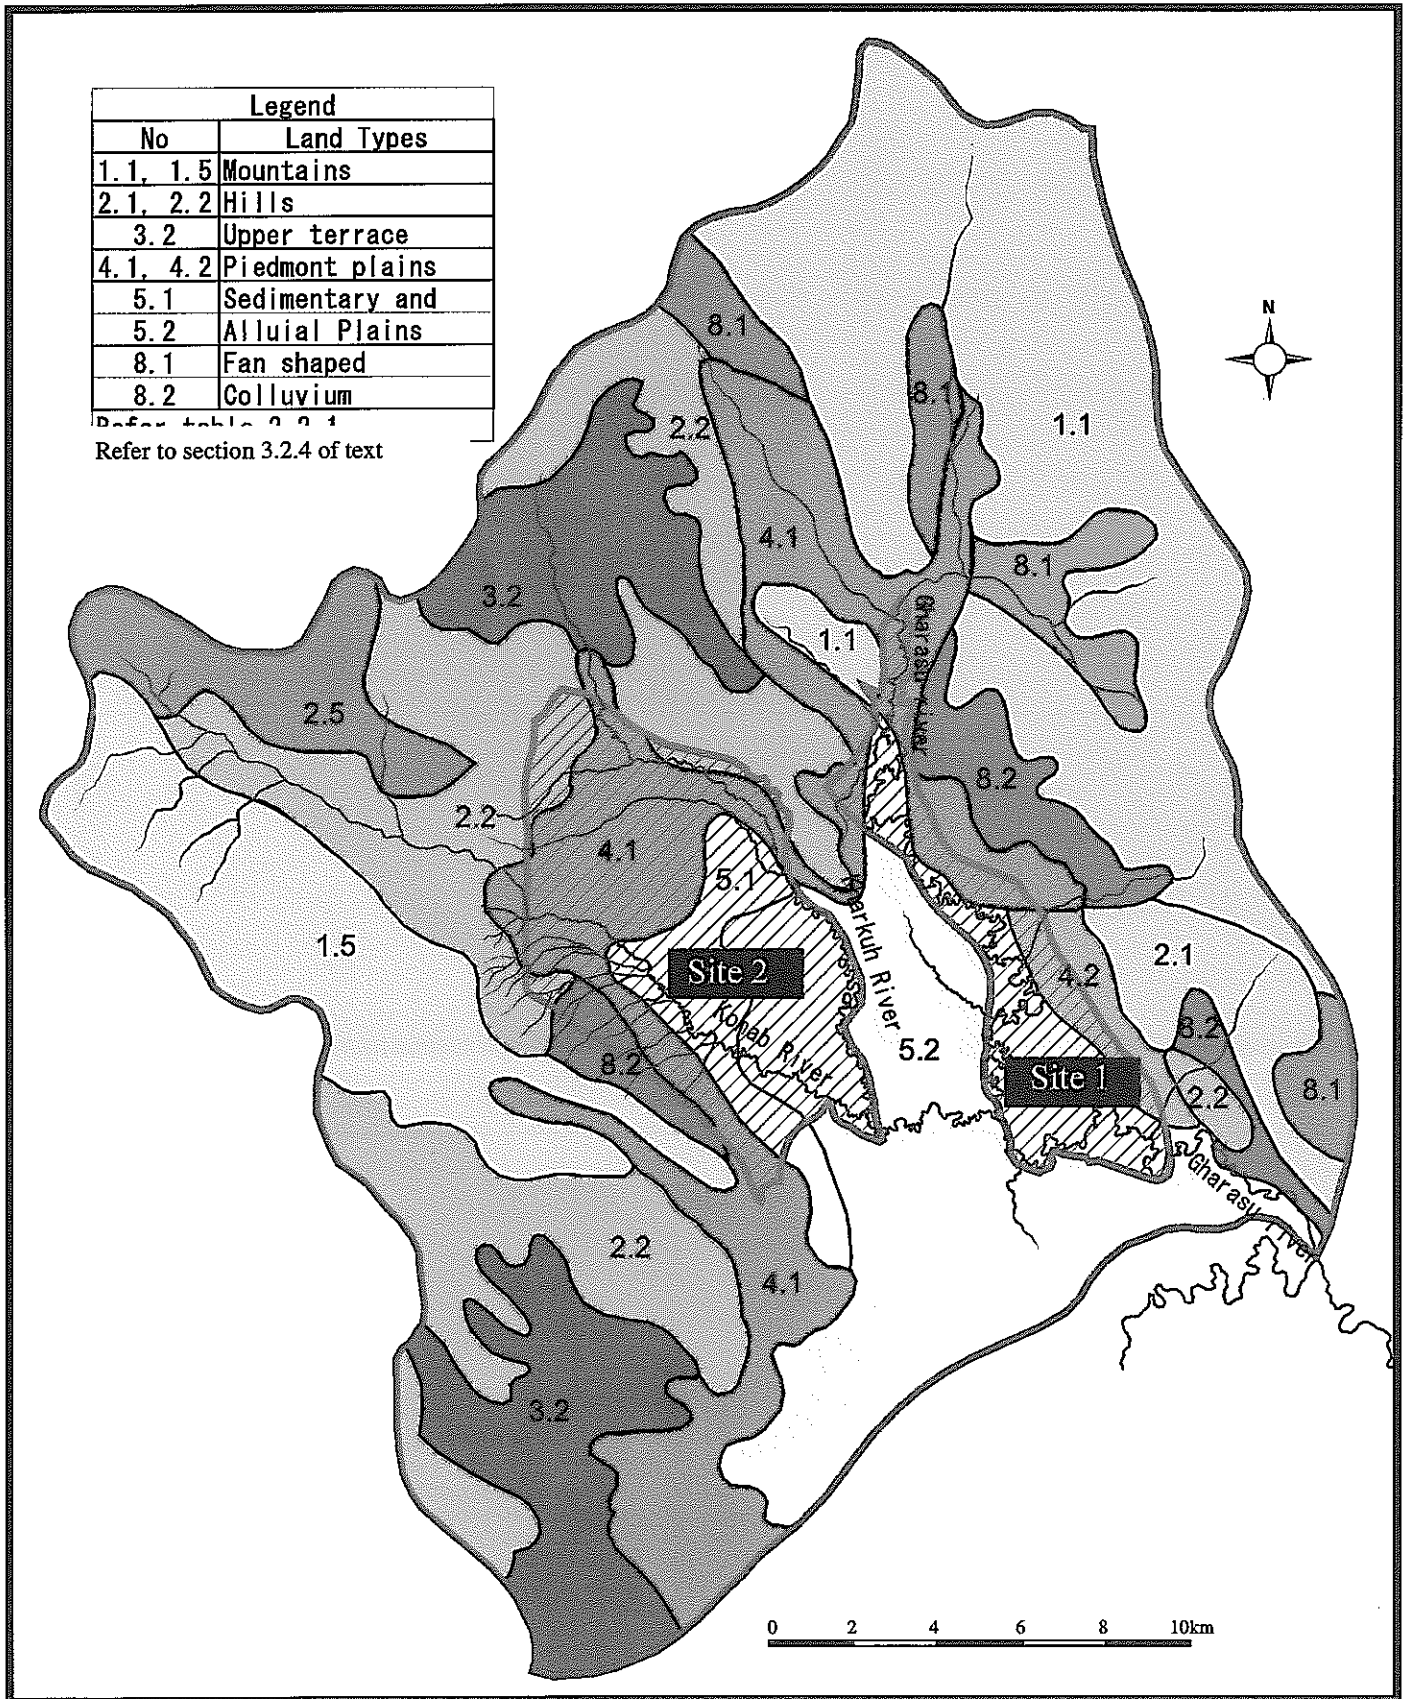 Legend
No Land Types
1.1, 1.5 Mountains
2.1, 2.2 Hills
3.2 Upper terrace
4.1, 4.2 Piedmont plains
5.1 Sedimentary and
5.2 Alluial Plains
8.1 Fan shaped
8.2 Colluvium
Refer to section 3.2.4 of text
N
8.1
8.1
2.2
1.1
4.1
8.1
3.2
1.1
Gharasu
2.5
8.2
2.2
4.1
5.1
1.5
Site 2
River
2.1
4.2
8.2
River
5.2
8.2
Site 1
2.2
8.1
Gharasu River
2.2
4.1
3.2
0 2 4 6 8 10km